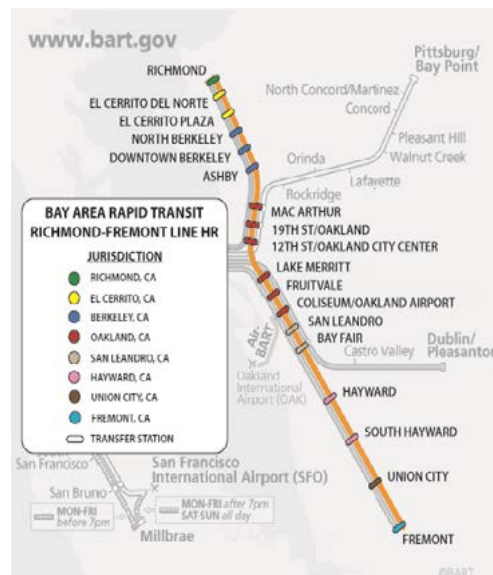 www.bart.gov
Pittsburg/
Bay Point
RICHMOND
North Concord/Martinez
EL CERRITO DEL NORTE
Concord
EL CERRITO PLAZA
NORTH BERKELEY
Pleasant Hill
DOWNTOWN BERKELEY
Orinda
Walnut Creek
ASHBY
Lafayette
Rockridge
BAY AREA RAPID TRANSIT
RICHMOND-FREMONT LINE HR
JURISDICTION
RICHMOND, CA
EL CERRITO, CA
BERKELEY, CA
OAKLAND, CA
SAN LEANDRO, CA
HAYWARD, CA
UNION CITY, CA
FREMONT, CA
TRANSFER STATION
MAC ARTHUR
19TH ST/OAKLAND
12TH ST/OAKLAND CITY CENTER
LAKE MERRITT
FRUITVALE
COLISEUM/OAKLAND AIRPORT
SAN LEANDRO
BAY FAIR
Dublin/
Pleasanton
Castro Valley
Air-
BART
Oakland
International
Airport (OAK)
HAYWARD
SOUTH HAYWARD
UNION CITY
FREMONT
South
San Francisco
San Francisco
International Airport (SFO)
San Bruno
MON-FRI
before 7pm
MON-FRI after 7pm
SAT-SUN all day
Millbrae
©BART